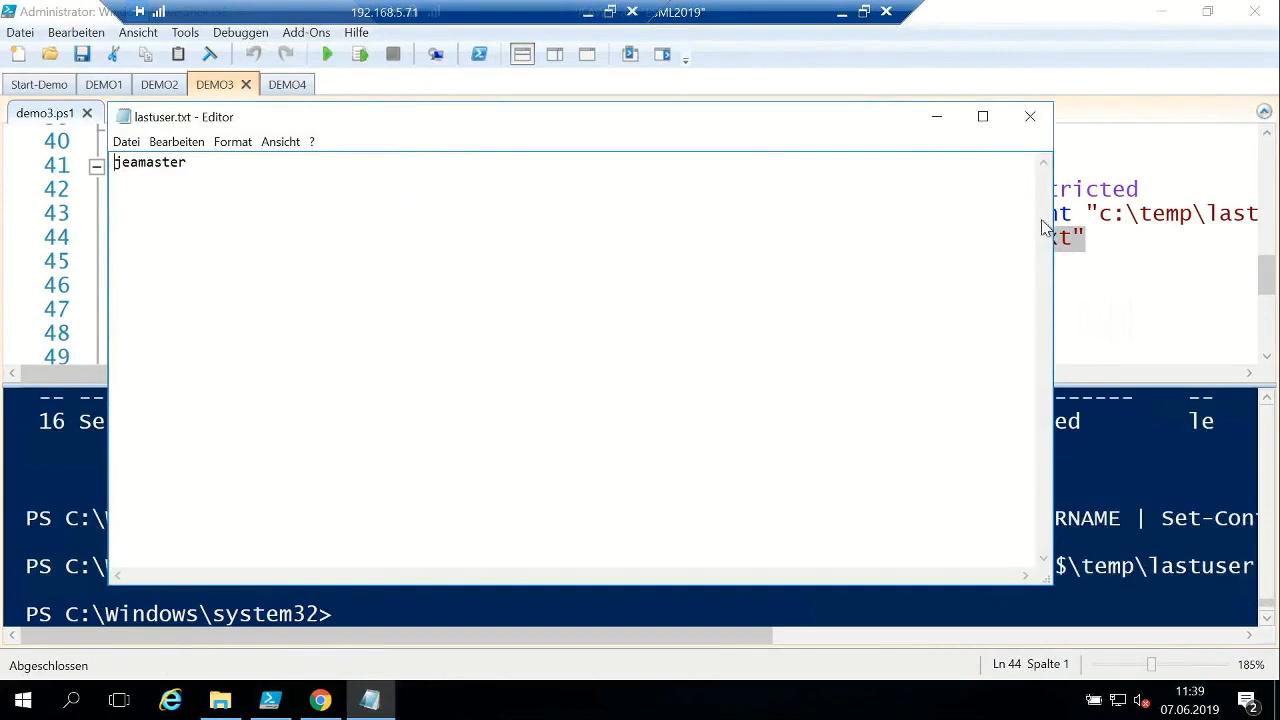 Administrator: W
192.168.5.71
ML2019"
Datei Bearbeiten Ansicht Tools Debuggen Add-Ons Hilfe
Start-Demo DEMO1 DEMO2 DEMO3 DEMO4
demo3.ps1
lastuser.txt - Editor
Datei Bearbeiten Format Ansicht ?
jeamaster
40
41
42 tricted
43 nt "c:\temp\last
44 xt"
45
46
47
48
49
-- -- ------ --
16 Se ed le
PS C:\W RNAME | Set-Con
PS C:\W $\temp\lastuser
PS C:\Windows\system32>
Abgeschlossen Ln 44 Spalte 1 185%
11:39
07.06.2019
2